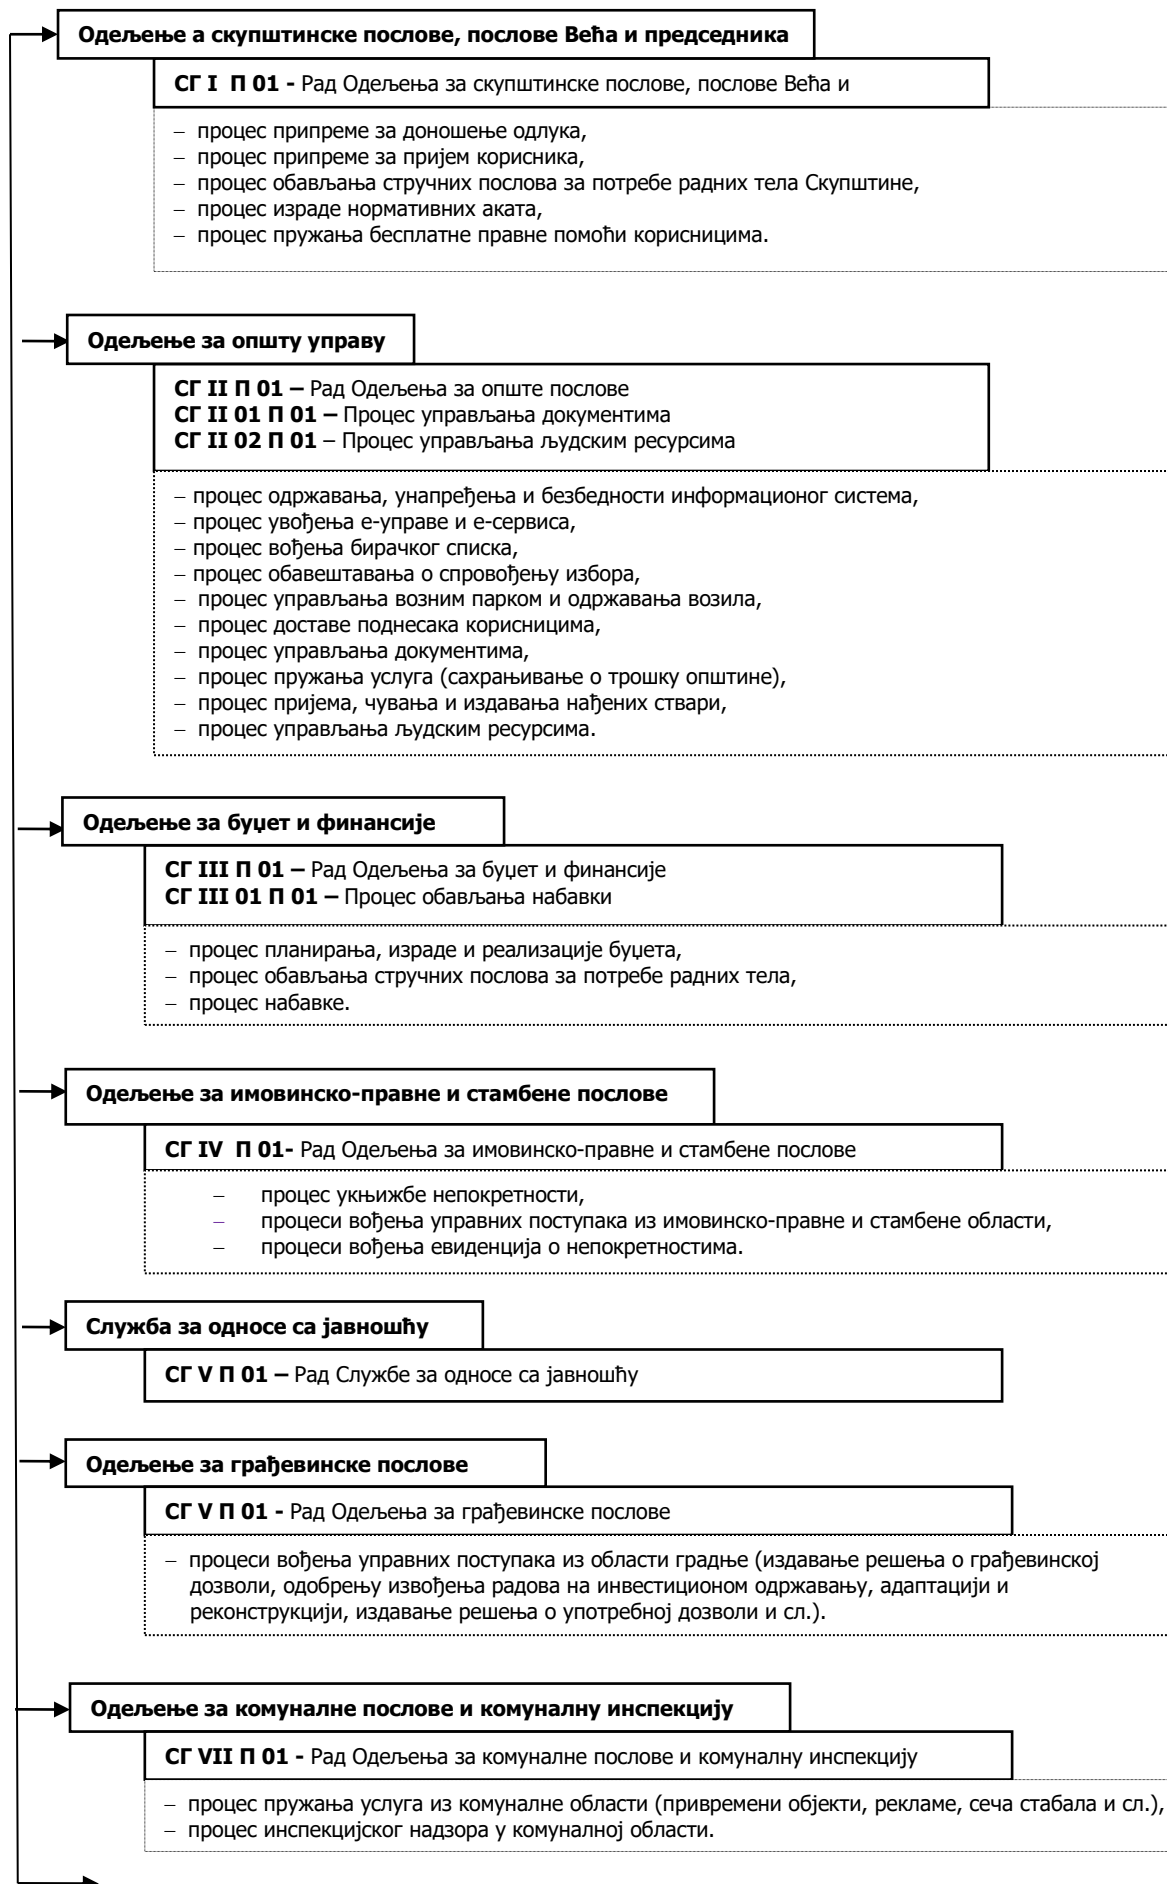 Одељење а скупштинске послове, послове Већа и председника
СГ I П 01 - Рад Одељења за скупштинске послове, послове Већа и
– процес припреме за доношење одлука,
– процес припреме за пријем корисника,
– процес обављања стручних послова за потребе радних тела Скупштине,
– процес израде нормативних аката,
– процес пружања бесплатне правне помоћи корисницима.
Одељење за општу управу
СГ II П 01 – Рад Одељења за опште послове
СГ II 01 П 01 – Процес управљања документима
СГ II 02 П 01 – Процес управљања људским ресурсима
– процес одржавања, унапређења и безбедности информационог система,
– процес увођења е-управе и е-сервиса,
– процес вођења бирачког списка,
– процес обавештавања о спровођењу избора,
– процес управљања возним парком и одржавања возила,
– процес доставе поднесака корисницима,
– процес управљања документима,
– процес пружања услуга (сахрањивање о трошку општине),
– процес пријема, чувања и издавања нађених ствари,
– процес управљања људским ресурсима.
Одељење за буџет и финансије
СГ III П 01 – Рад Одељења за буџет и финансије
СГ III 01 П 01 – Процес обављања набавки
– процес планирања, израде и реализације буџета,
– процес обављања стручних послова за потребе радних тела,
– процес набавке.
Одељење за имовинско-правне и стамбене послове
СГ IV П 01- Рад Одељења за имовинско-правне и стамбене послове
– процес укњижбе непокретности,
– процеси вођења управних поступака из имовинско-правне и стамбене области,
– процеси вођења евиденција о непокретностима.
Служба за односе са јавношћу
СГ V П 01 – Рад Службе за односе са јавношћу
Одељење за грађевинске послове
СГ V П 01 - Рад Одељења за грађевинске послове
– процеси вођења управних поступака из области градње (издавање решења о грађевинској
дозволи, одобрењу извођења радова на инвестиционом одржавању, адаптацији и
реконструкцији, издавање решења о употребној дозволи и сл.).
Одељење за комуналне послове и комуналну инспекцију
СГ VII П 01 - Рад Одељења за комуналне послове и комуналну инспекцију
– процес пружања услуга из комуналне области (привремени објекти, рекламе, сеча стабала и сл.),
– процес инспекцијског надзора у комуналној области.